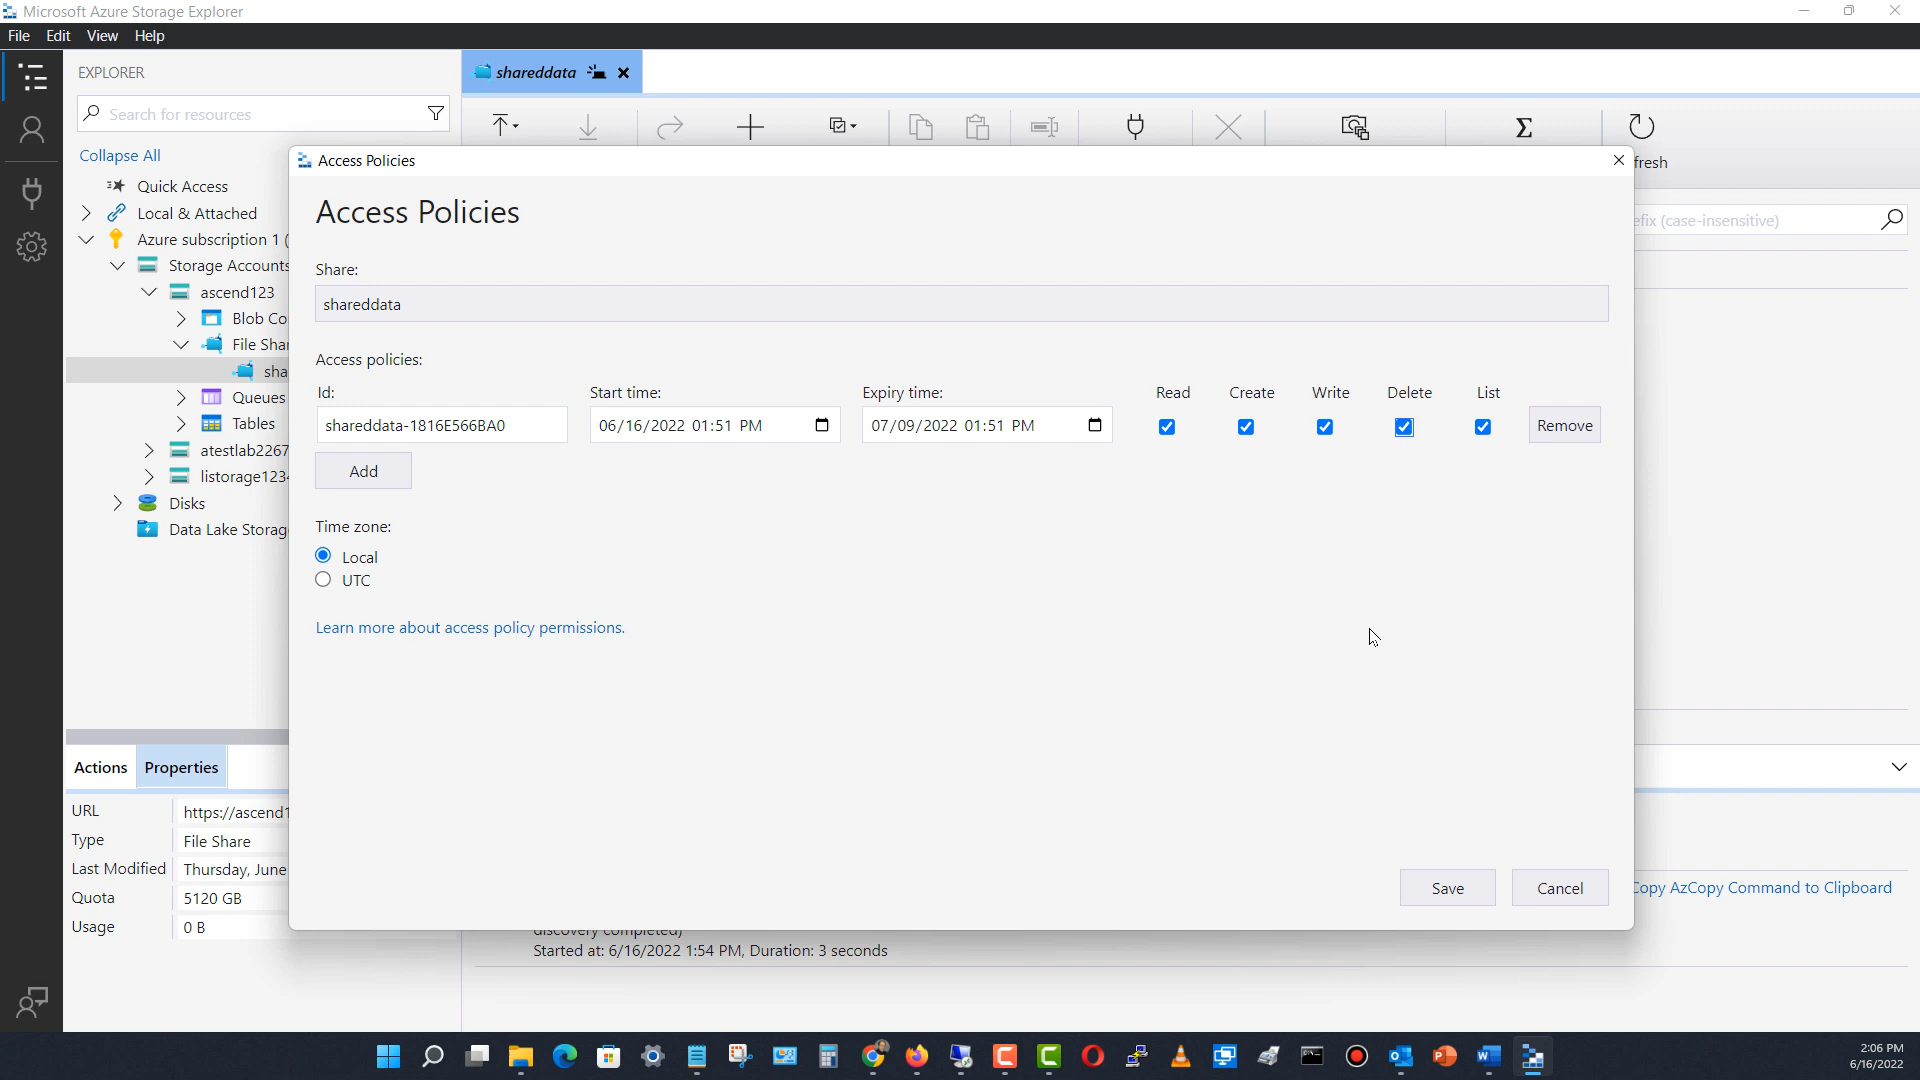 Microsoft Azure Storage Explorer
File Edit View Help
EXPLORER
shareddata
Search for resources
Collapse All
Quick Access
Local & Attached
Azure subscription 1 (
Storage Accounts
ascend123
Blob Co
File Shar
sha
Queues
Tables
atestlab2267
listorage1234
Disks
Data Lake Storag
fresh
efix (case-insensitive)
Access Policies
Access Policies
Share:
shareddata
Access policies:
Id: Start time: Expiry time: Read Create Write Delete List
shareddata-1816E566BA0 06/16/2022 01:51 PM 07/09/2022 01:51 PM Remove
Add
Time zone:
Local
UTC
Learn more about access policy permissions.
Save Cancel
Actions Properties
URL https://ascend1
Type File Share
Last Modified Thursday, June
Quota 5120 GB
Usage 0 B
Copy AzCopy Command to Clipboard
discovery completed)
Started at: 6/16/2022 1:54 PM, Duration: 3 seconds
2:06 PM
6/16/2022